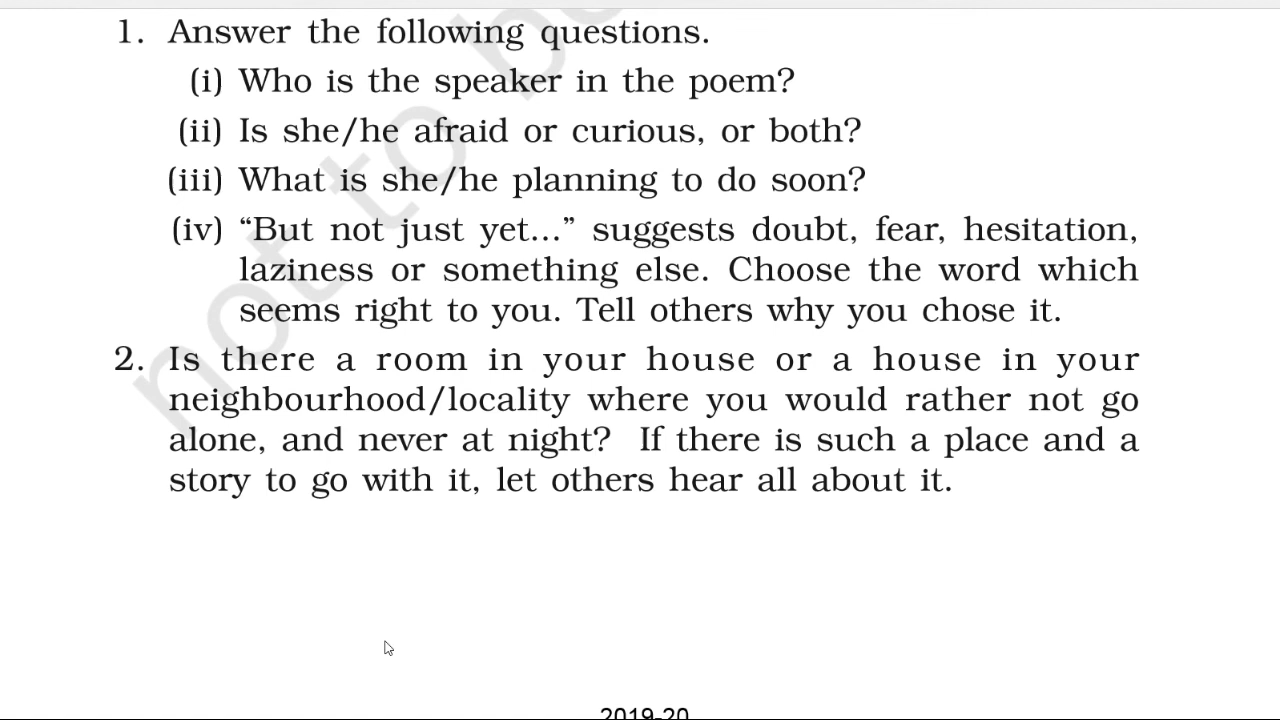 1. Answer the following questions.
(i) Who is the speaker in the poem?
(ii) Is she/he afraid or curious, or both?
(iii) What is she/he planning to do soon?
(iv) “But not just yet...” suggests doubt, fear, hesitation,
laziness or something else. Choose the word which
seems right to you. Tell others why you chose it.
2. Is there a room in your house or a house in your
neighbourhood/locality where you would rather not go
alone, and never at night? If there is such a place and a
story to go with it, let others hear all about it.
not to b
2019-20